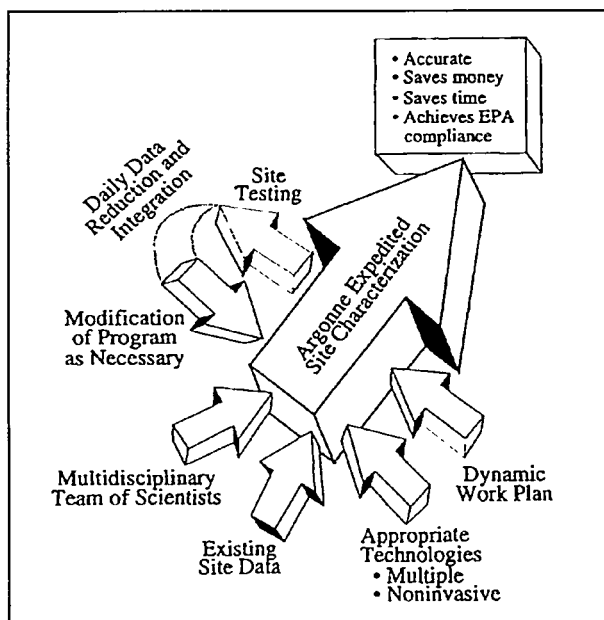 • Accurate
• Saves money
• Saves time
• Achieves EPA
compliance
Daily Data
Reduction and
Integration
Site
Testing
Argonne Expedited
Site Characterization
Modification
of Program
as Necessary
Multidisciplinary
Team of Scientists
Existing
Site Data
Appropriate
Technologies
• Multiple
• Noninvasive
Dynamic
Work Plan